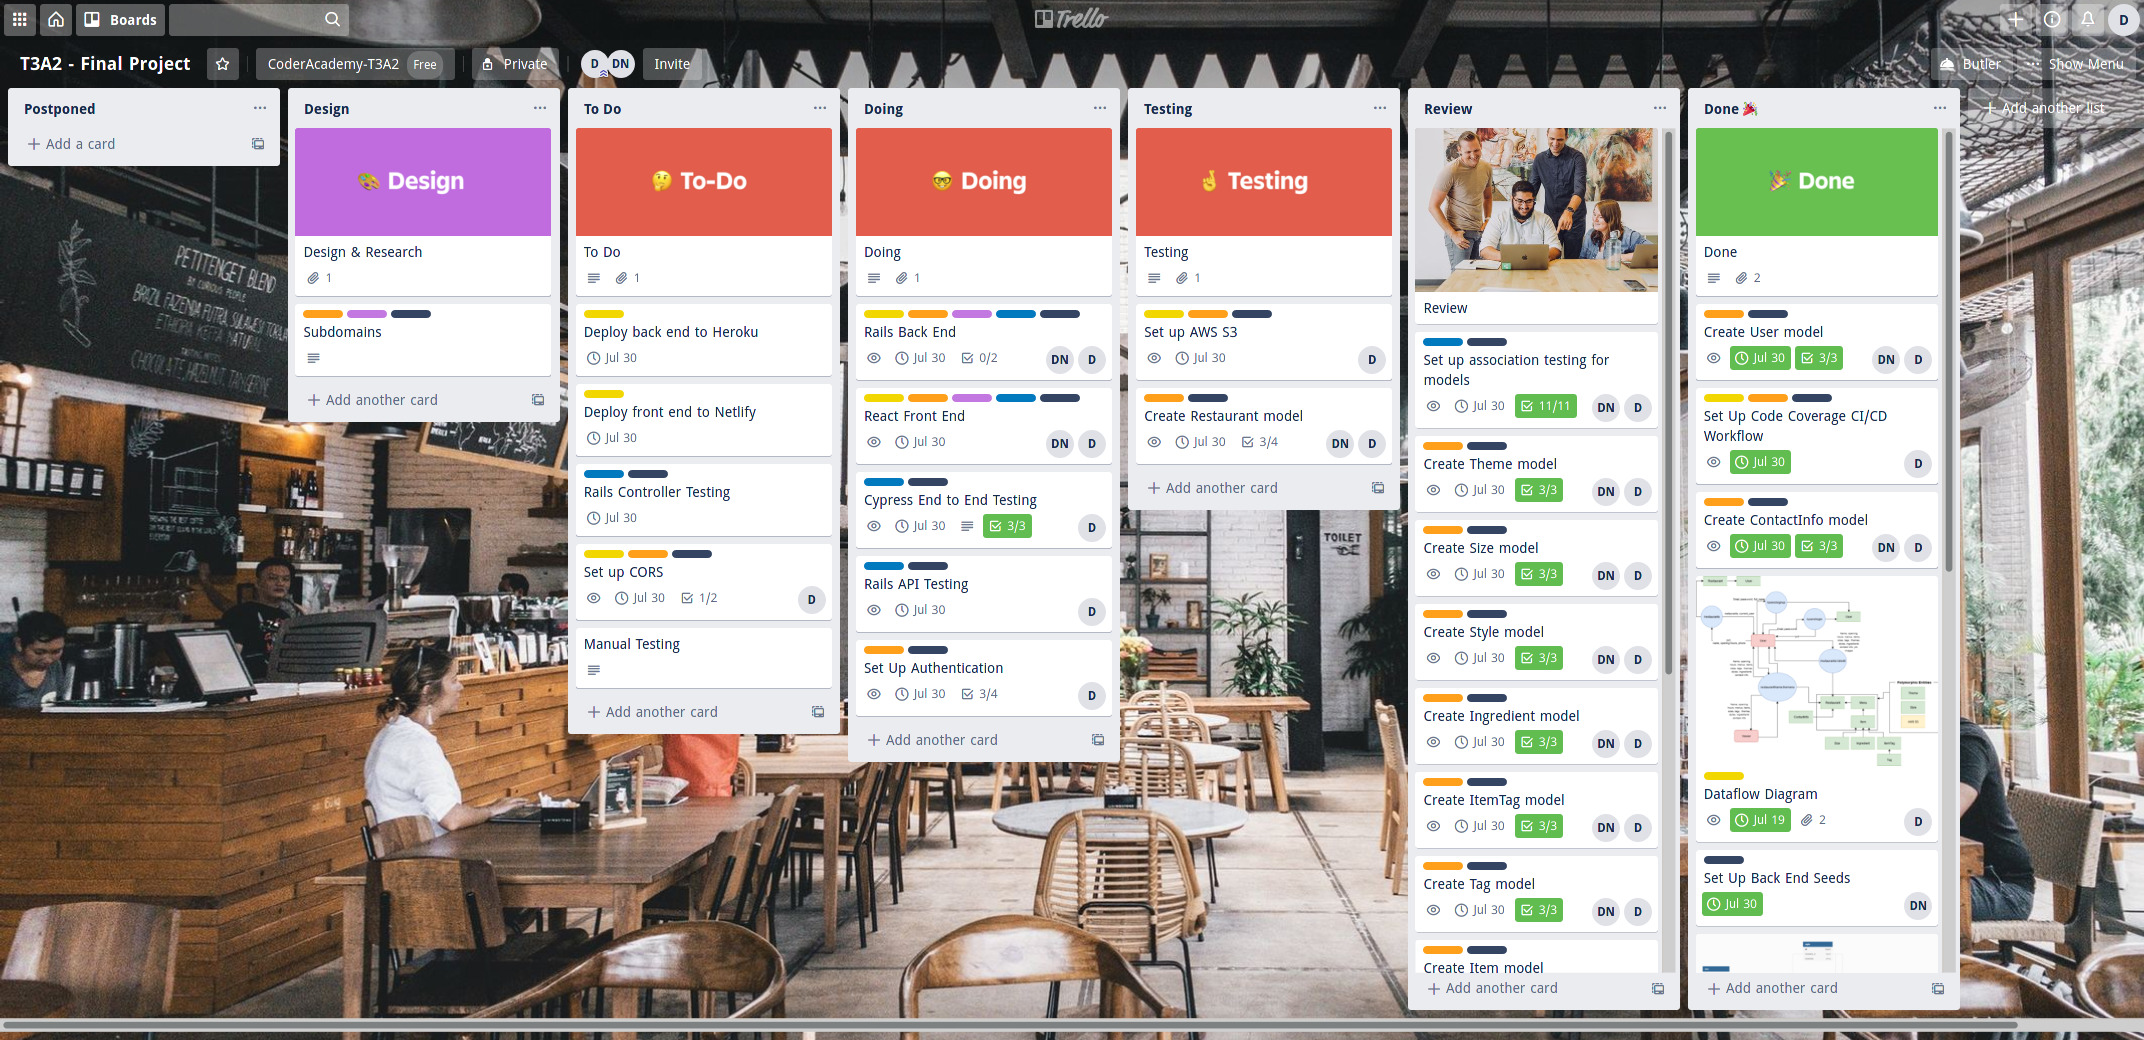 Boards
Trello
D
T3A2 - Final Project
CoderAcademy-T3A2 Free
Private
D DN
Invite
Butler
Show Menu
Postponed
Add a card
PETITENGET BLEND
BY CURIOUS PEOPLE
Design
Design
Design & Research
1
Subdomains
Add another card
To Do
To-Do
To Do
1
Deploy back end to Heroku
Jul 30
Deploy front end to Netlify
Jul 30
Rails Controller Testing
Jul 30
Set up CORS
Jul 30 1/2 D
Manual Testing
Add another card
Doing
Doing
Doing
1
Rails Back End
Jul 30 0/2 DN D
React Front End
Jul 30 DN D
Cypress End to End Testing
Jul 30 3/3 D
Rails API Testing
Jul 30 D
Set Up Authentication
Jul 30 3/4 D
Add another card
Testing
Testing
Testing
1
Set up AWS S3
Jul 30 D
Create Restaurant model
Jul 30 3/4 DN D
Add another card
TOILET
Review
Review
Set up association testing for
models
Jul 30 11/11 DN D
Create Theme model
Jul 30 3/3 DN D
Create Size model
Jul 30 3/3 DN D
Create Style model
Jul 30 3/3 DN D
Create Ingredient model
Jul 30 3/3 DN D
Create ItemTag model
Jul 30 3/3 DN D
Create Tag model
Jul 30 3/3 DN D
Create Item model
Add another card
Done
Done
Done
2
Create User model
Jul 30 3/3 DN D
Set Up Code Coverage CI/CD
Workflow
Jul 30 D
Create ContactInfo model
Jul 30 3/3 DN D
Dataflow Diagram
Jul 19 2 D
Set Up Back End Seeds
Jul 30 DN
Add another card
Add another list